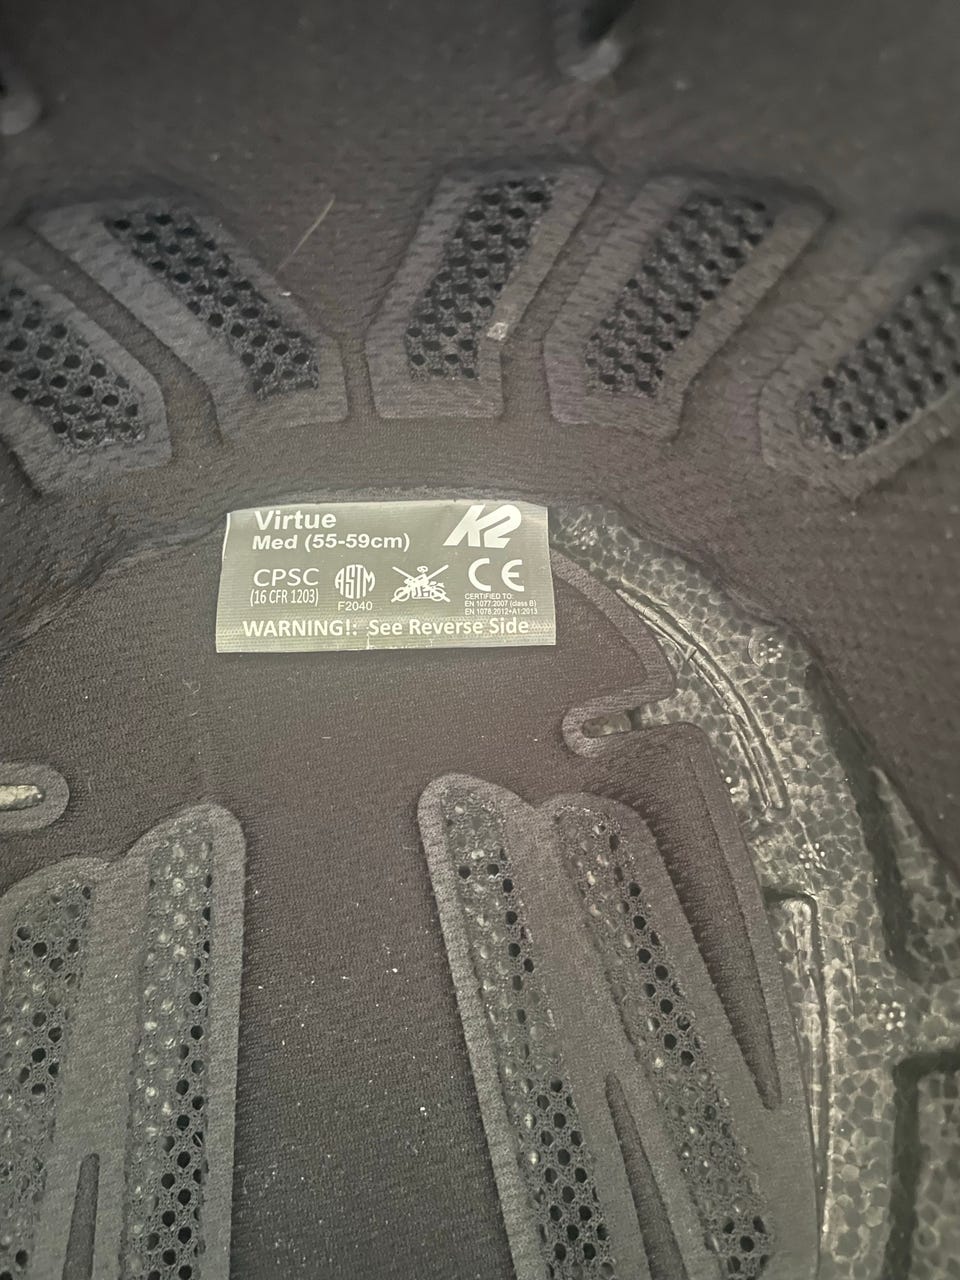 Virtue
K2
Med (55-59cm)
CPSC
(16 CFR 1203)
ASTM
F2040
CE
CERTIFIED TO:
EN 1077:2007 (class B)
EN 1078:2012+A1:2013
WARNING!: See Reverse Side